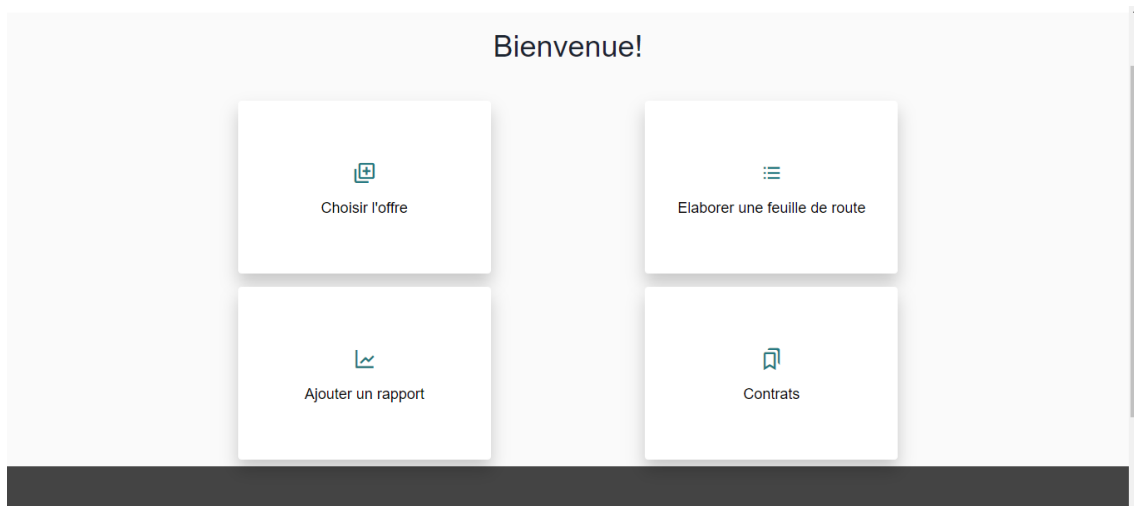 Bienvenue!
Choisir l'offre
Elaborer une feuille de route
Ajouter un rapport
Contrats